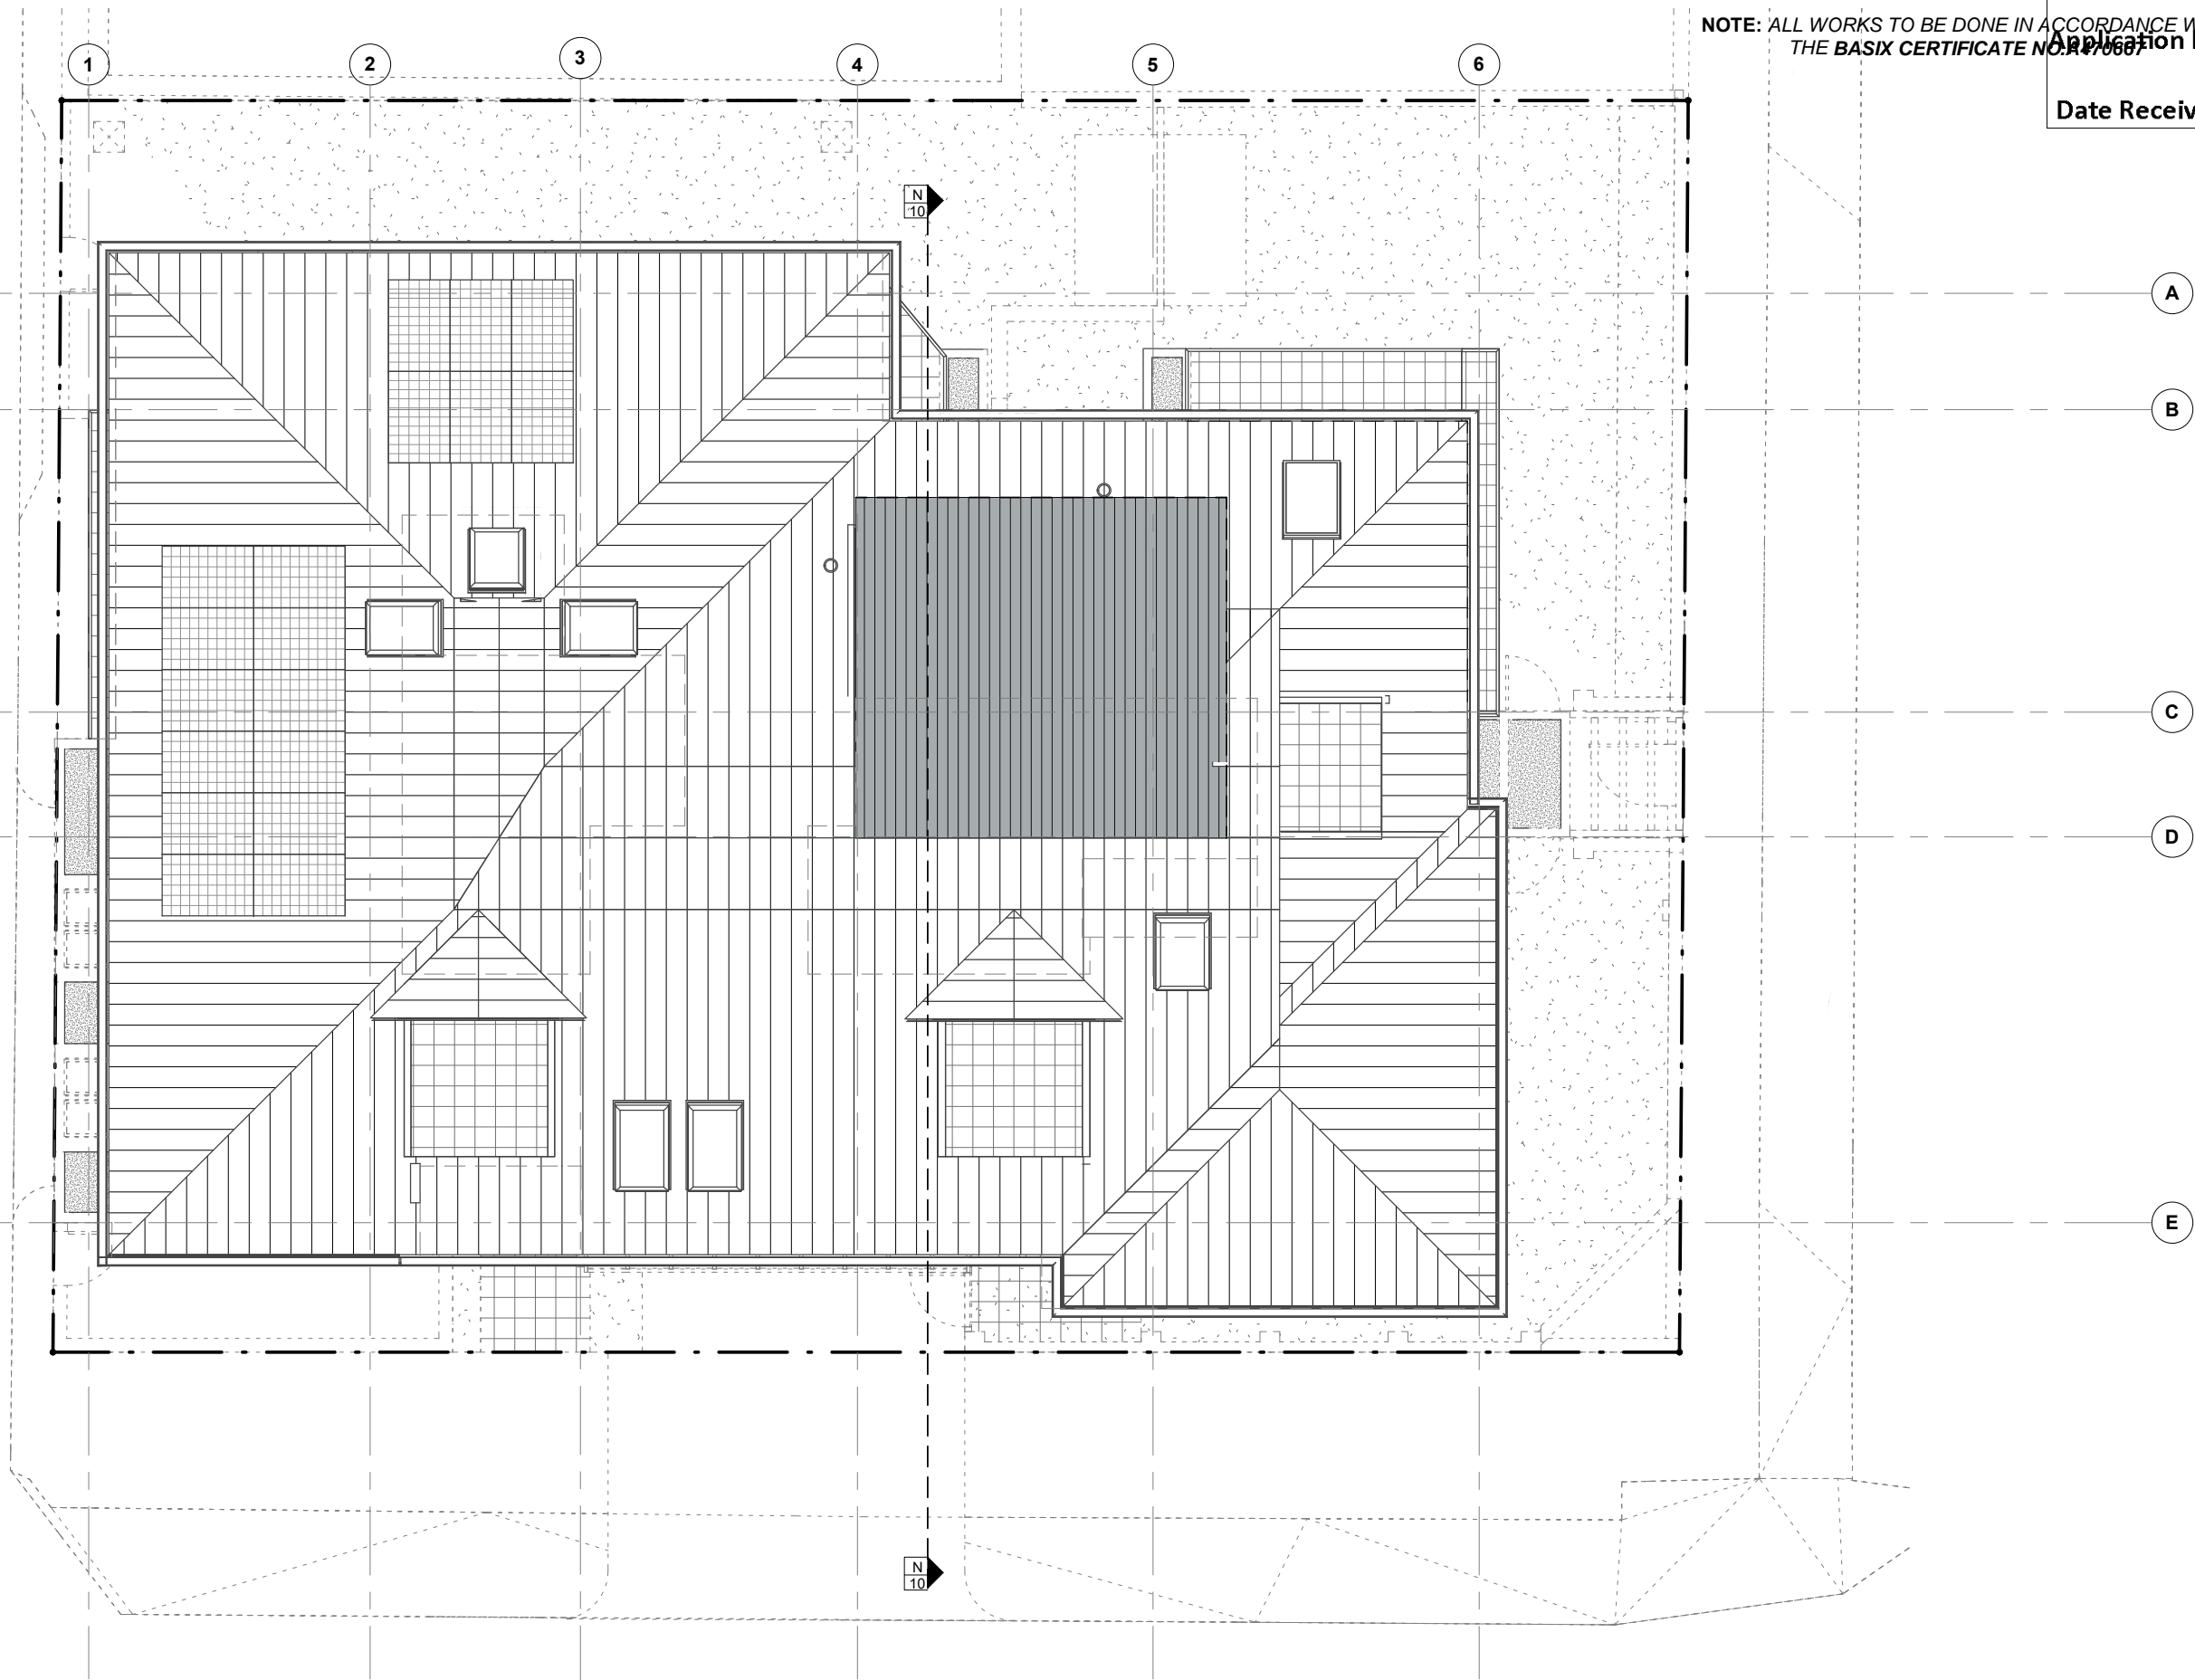 NOTE: ALL WORKS TO BE DONE IN ACCORDANCE W
THE BASIX CERTIFICATE NO.A470667
Application
Date Receiv
1
2
3
4
5
6
N
10
A
B
C
D
E
N
10